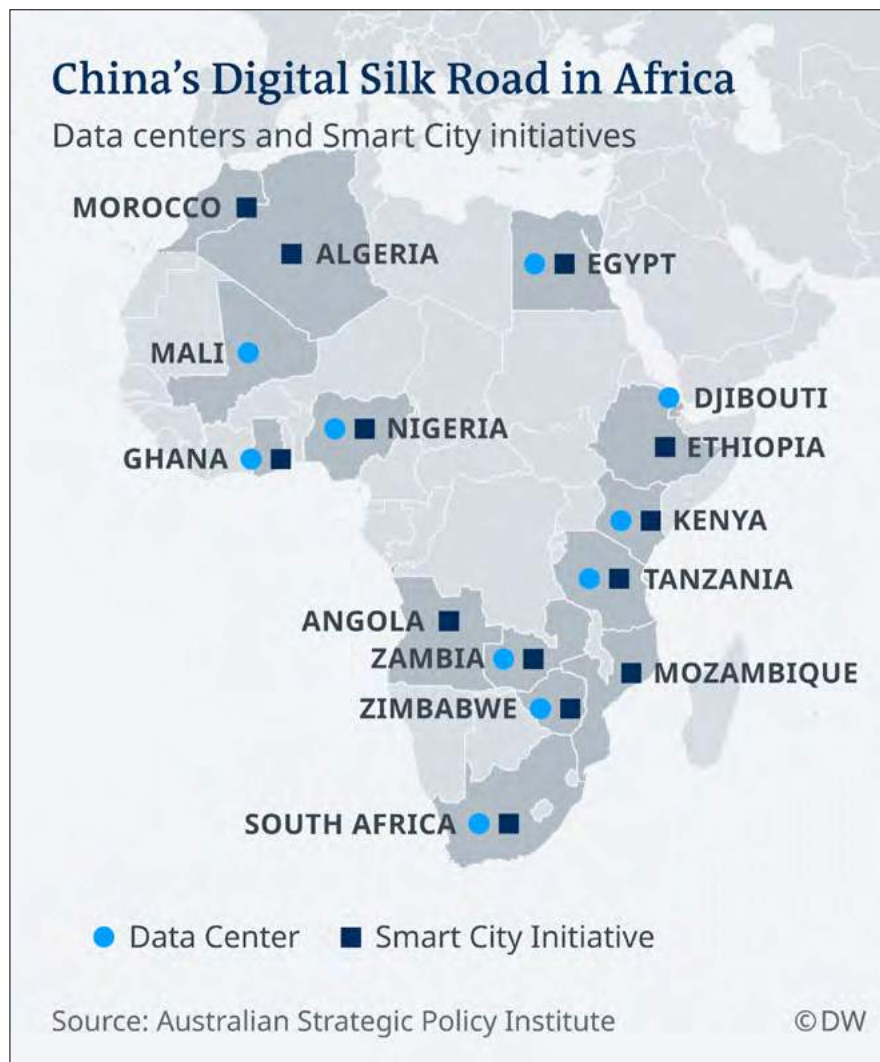 China's Digital Silk Road in Africa
Data centers and Smart City initiatives
MOROCCO
ALGERIA
EGYPT
MALI
DJIBOUTI
NIGERIA
ETHIOPIA
GHANA
KENYA
TANZANIA
ANGOLA
ZAMBIA
MOZAMBIQUE
ZIMBABWE
SOUTH AFRICA
Data Center Smart City Initiative
Source: Australian Strategic Policy Institute ©DW